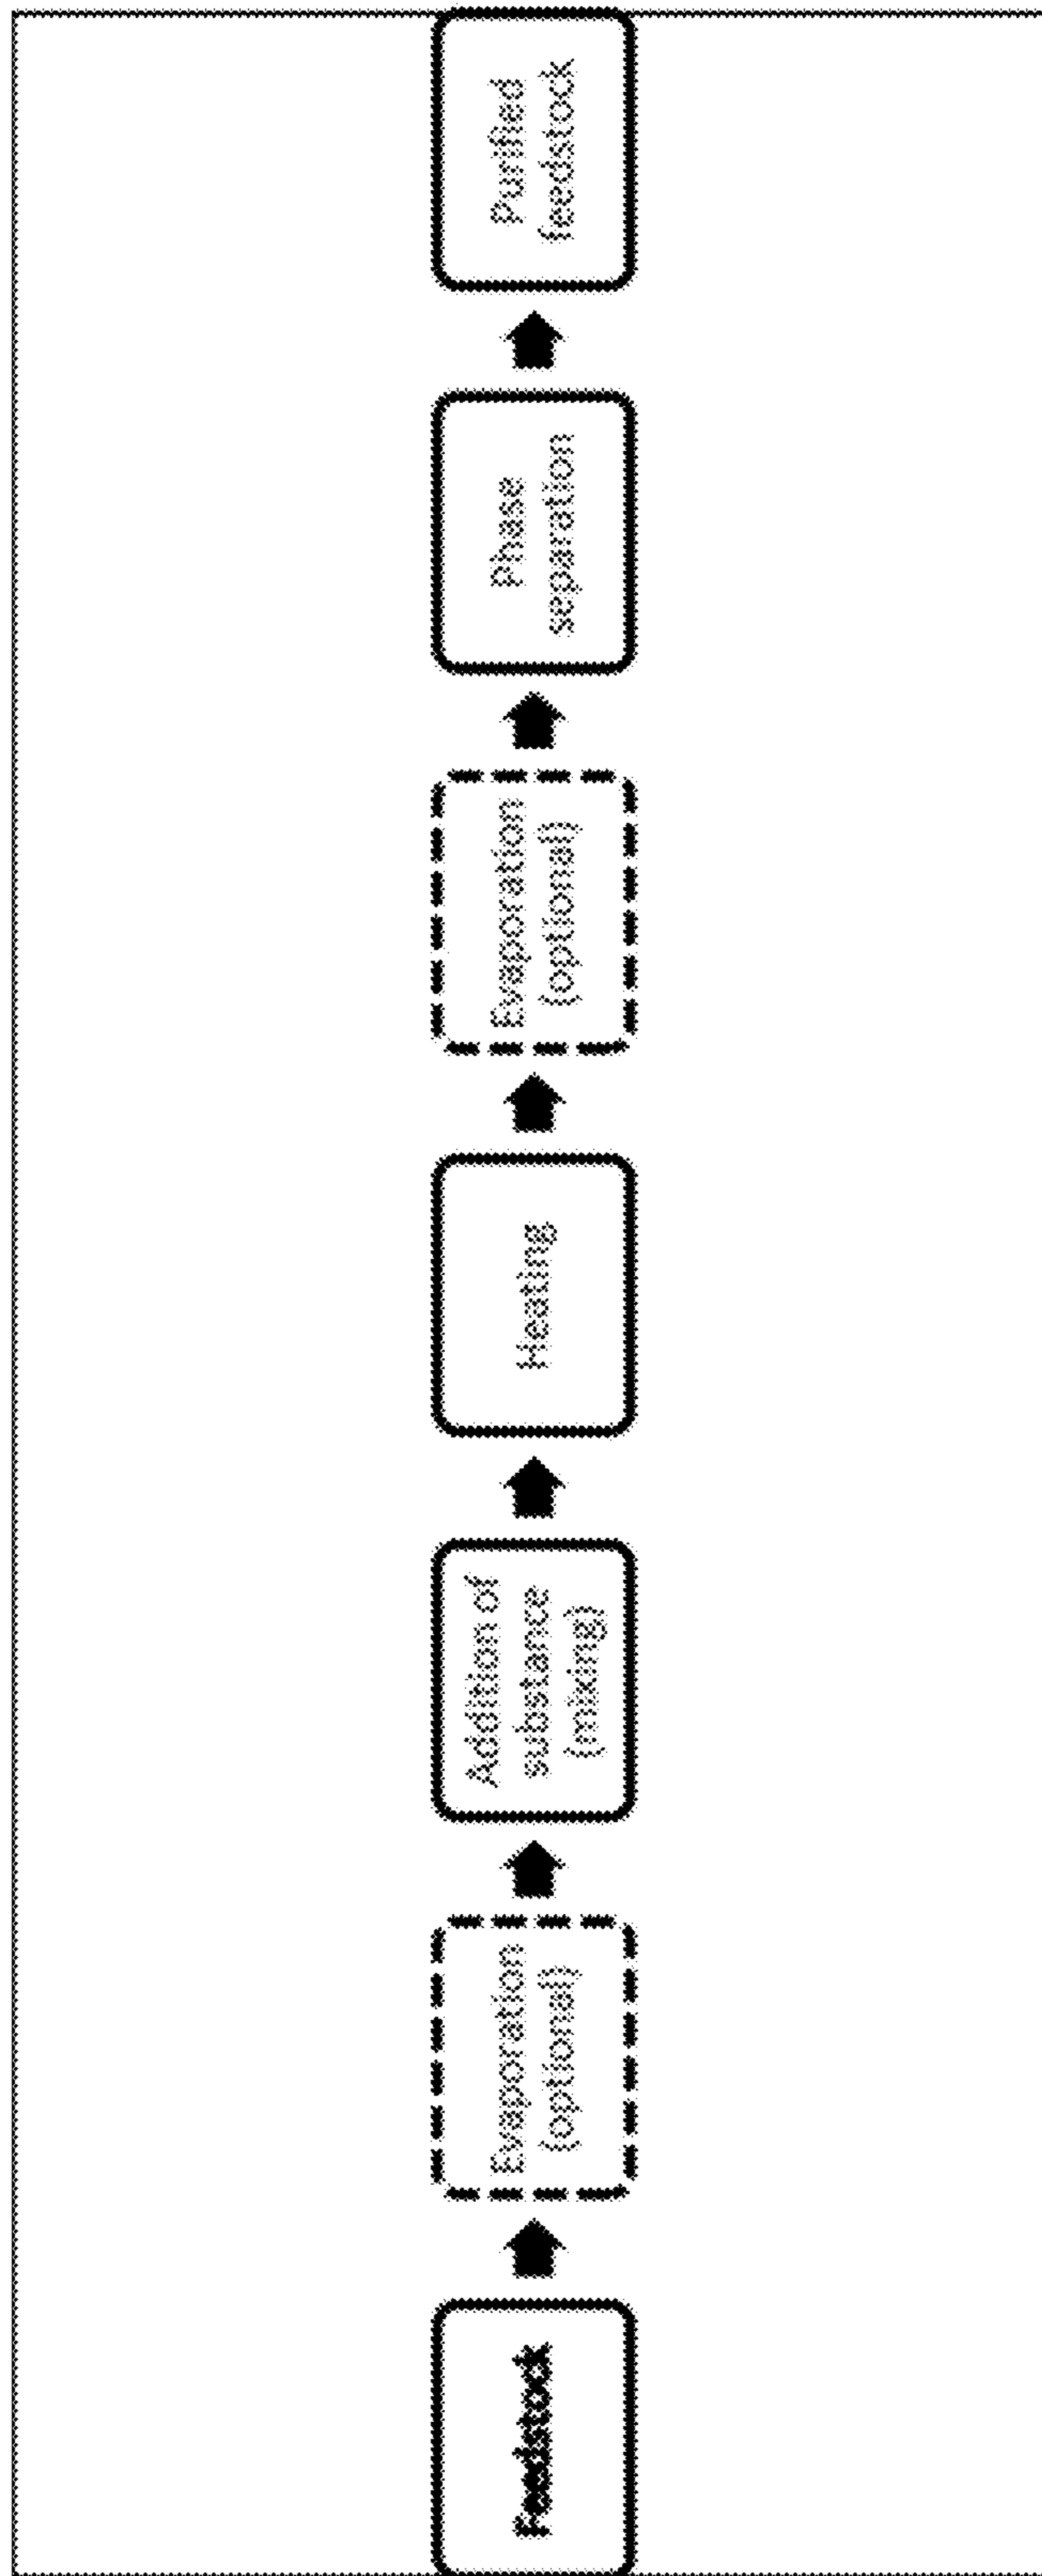 Feedstock
Evaporation
(optional)
Addition of
substance
(mixing)
Heating
Evaporation
(optional)
Phase
separation
Purified
(feedstock